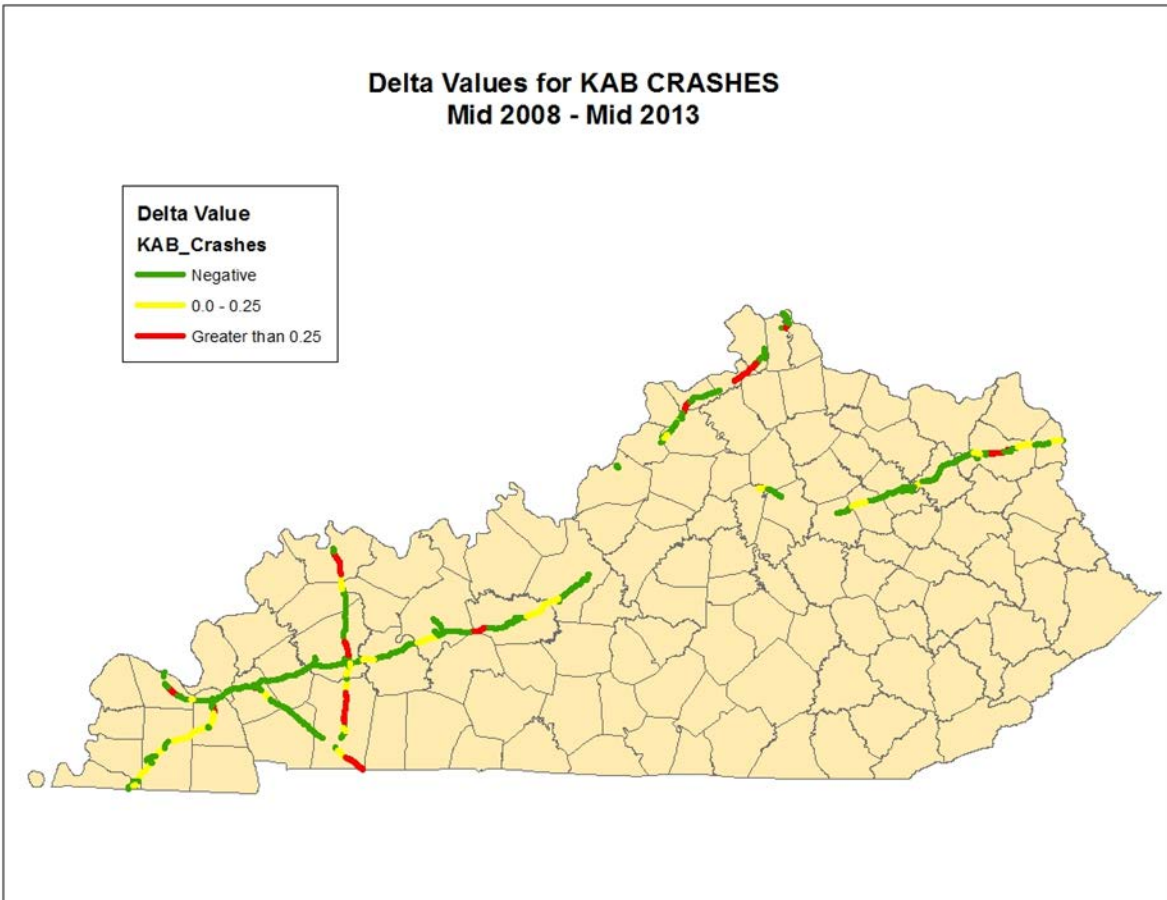 Delta Values for KAB CRASHES
Mid 2008 - Mid 2013
Delta Value
KAB_Crashes
Negative
0.0 - 0.25
Greater than 0.25